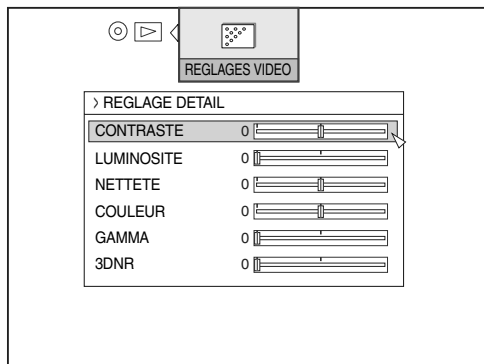 REGLAGES VIDEO
> REGLAGE DETAIL
CONTRASTE 0
LUMINOSITE 0
NETTETE 0
COULEUR 0
GAMMA 0
3DNR 0